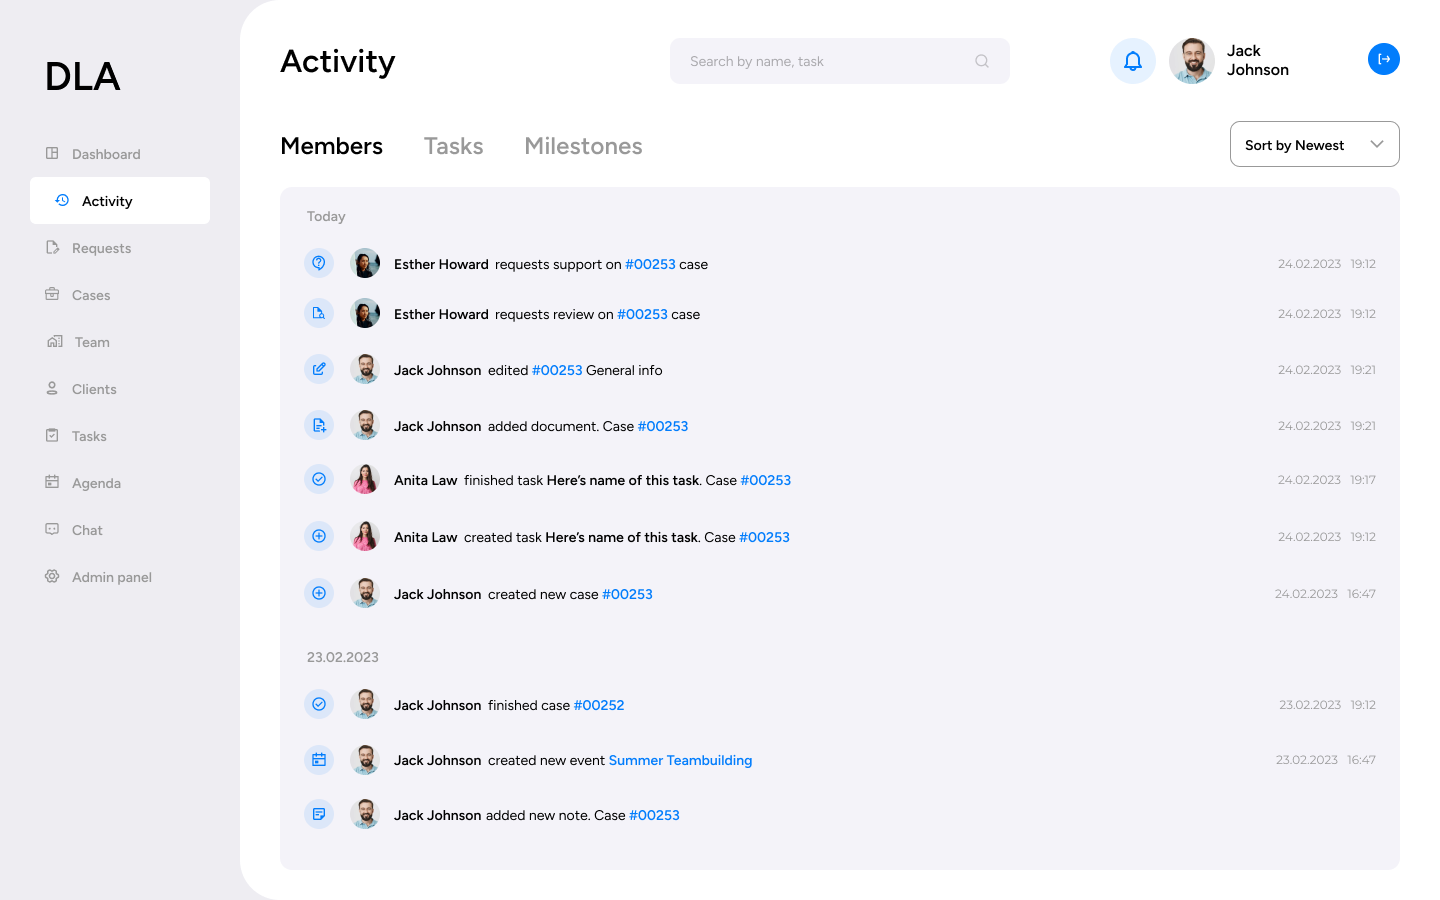 DLA
Dashboard
Activity
Requests
Cases
Team
Clients
Tasks
Agenda
Chat
Admin panel
Activity
Search by name, task
Jack
Johnson
Members Tasks Milestones
Sort by Newest
Today
Esther Howard requests support on #00253 case 24.02.2023 19:12
Esther Howard requests review on #00253 case 24.02.2023 19:12
Jack Johnson edited #00253 General info 24.02.2023 19:21
Jack Johnson added document. Case #00253 24.02.2023 19:21
Anita Law finished task Here’s name of this task. Case #00253 24.02.2023 19:17
Anita Law created task Here’s name of this task. Case #00253 24.02.2023 19:12
Jack Johnson created new case #00253 24.02.2023 16:47
23.02.2023
Jack Johnson finished case #00252 23.02.2023 19:12
Jack Johnson created new event Summer Teambuilding 23.02.2023 16:47
Jack Johnson added new note. Case #00253